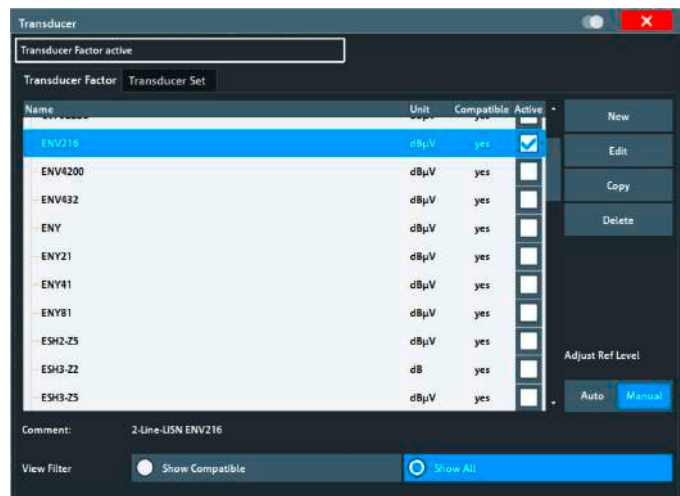 Transducer
Transducer Factor active
Transducer Factor Transducer Set
Name Unit Compatible Active
New
ENV216 dBµV yes
Edit
ENV4200 dBµV yes
Copy
ENV432 dBµV yes
Delete
ENY dBµV yes
ENY21 dBµV yes
ENY41 dBµV yes
ENY81 dBµV yes
ESH2-Z5 dBµV yes
Adjust Ref Level
ESH3-Z2 dB yes
ESH3-Z5 dBµV yes
Auto Manual
Comment: 2-Line-LISN ENV216
View Filter Show Compatible Show All